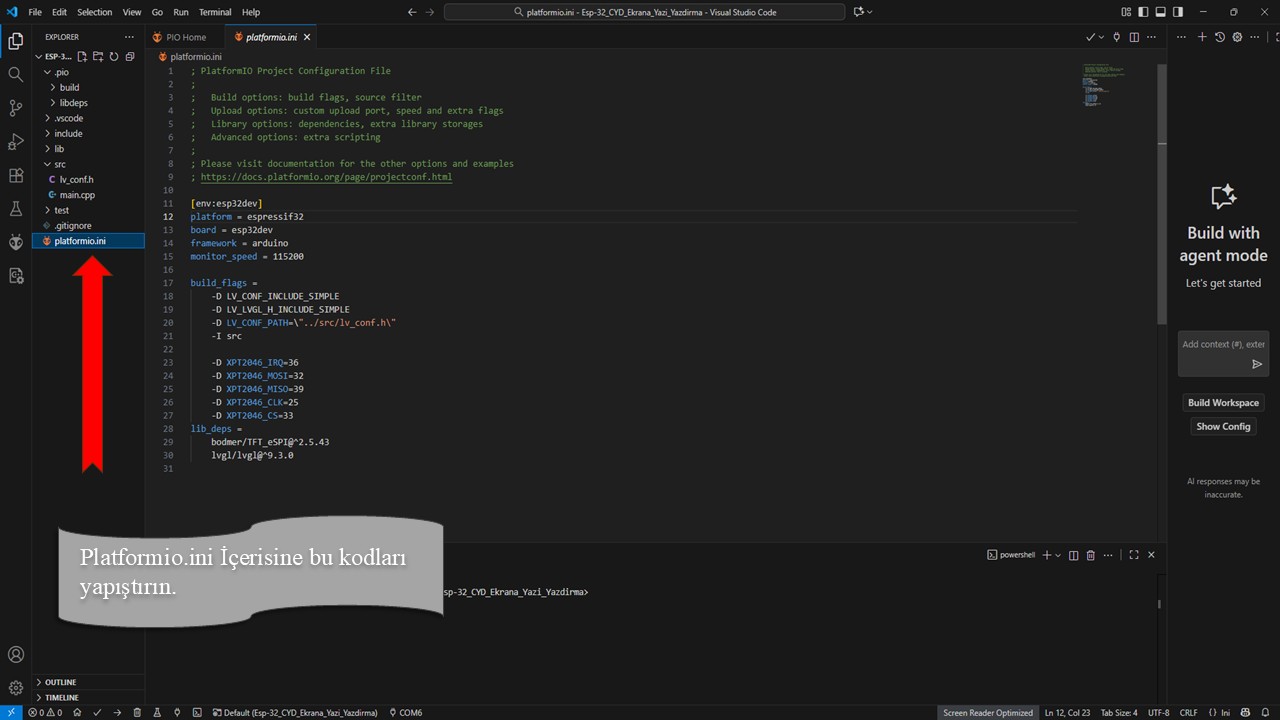 File Edit Selection View Go Run Terminal Help
platformio.ini - Esp-32_CYD_Ekrana_Yazi_Yazdirma - Visual Studio Code
EXPLORER
ESP-3...
.pio
build
libdeps
.vscode
include
lib
src
C lv_conf.h
main.cpp
test
.gitignore
platformio.ini
OUTLINE
TIMELINE
PIO Home
platformio.ini
platformio.ini
1 ; PlatformIO Project Configuration File
2 ;
3 ;   Build options: build flags, source filter
4 ;   Upload options: custom upload port, speed and extra flags
5 ;   Library options: dependencies, extra library storages
6 ;   Advanced options: extra scripting
7 ;
8 ; Please visit documentation for the other options and examples
9 ; https://docs.platformio.org/page/projectconf.html
10
11 [env:esp32dev]
12 platform = espressif32
13 board = esp32dev
14 framework = arduino
15 monitor_speed = 115200
16
17 build_flags =
18     -D LV_CONF_INCLUDE_SIMPLE
19     -D LV_LVGL_H_INCLUDE_SIMPLE
20     -D LV_CONF_PATH=\"../src/lv_conf.h\"
21     -I src
22
23     -D XPT2046_IRQ=36
24     -D XPT2046_MOSI=32
25     -D XPT2046_MISO=39
26     -D XPT2046_CLK=25
27     -D XPT2046_CS=33
28 lib_deps =
29     bodmer/TFT_eSPI@^2.5.43
30     lvgl/lvgl@^9.3.0
31
Build with
agent mode
Let's get started
Add context (#), exter
Build Workspace
Show Config
AI responses may be
inaccurate.
powershell
sp-32_CYD_Ekrana_Yazi_Yazdirma>
Platformio.ini İçerisine bu kodları
yapıştırın.
0 0 Default (Esp-32_CYD_Ekrana_Yazi_Yazdirma) COM6
Screen Reader Optimized Ln 12, Col 23 Tab Size: 4 UTF-8 CRLF Ini